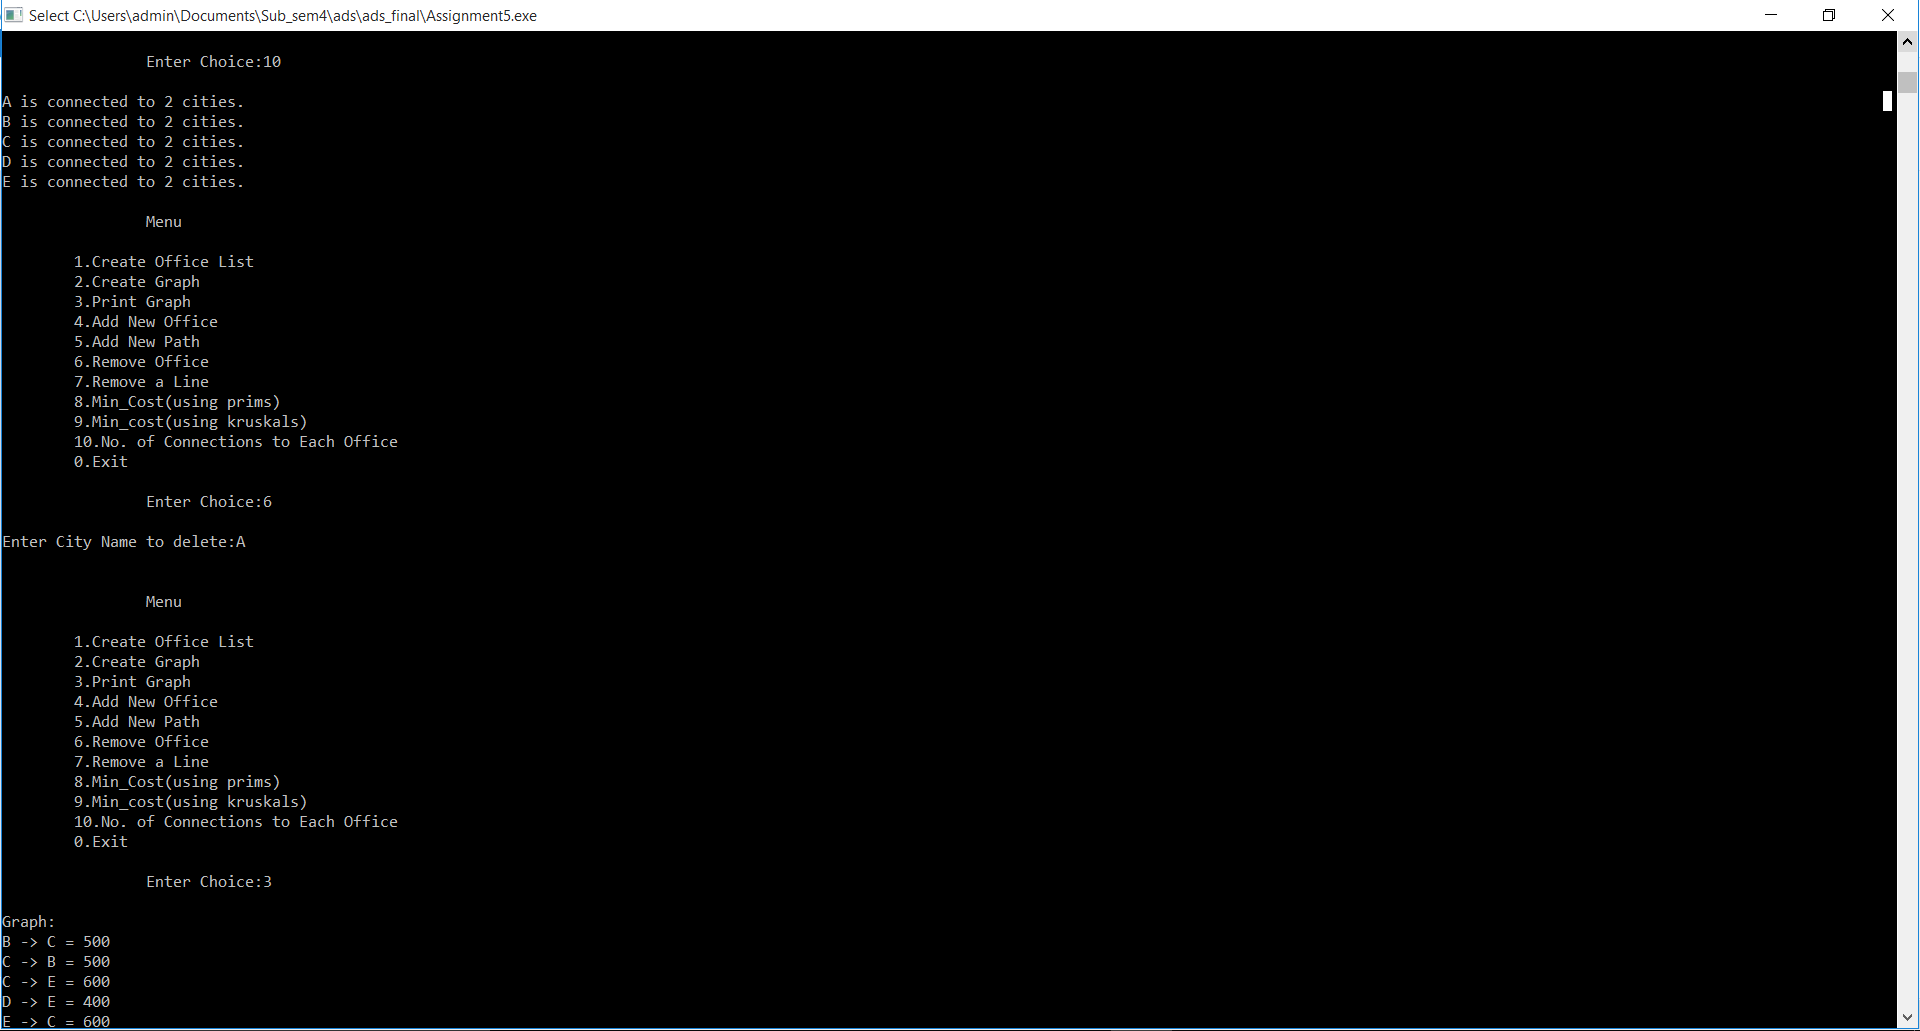 Select C:\Users\admin\Documents\Sub_sem4\ads\ads_final\Assignment5.exe
Enter Choice:10
A is connected to 2 cities.
B is connected to 2 cities.
C is connected to 2 cities.
D is connected to 2 cities.
E is connected to 2 cities.
Menu
1.Create Office List
2.Create Graph
3.Print Graph
4.Add New Office
5.Add New Path
6.Remove Office
7.Remove a Line
8.Min_Cost(using prims)
9.Min_cost(using kruskals)
10.No. of Connections to Each Office
0.Exit
Enter Choice:6
Enter City Name to delete:A
Menu
1.Create Office List
2.Create Graph
3.Print Graph
4.Add New Office
5.Add New Path
6.Remove Office
7.Remove a Line
8.Min_Cost(using prims)
9.Min_cost(using kruskals)
10.No. of Connections to Each Office
0.Exit
Enter Choice:3
Graph:
B -> C = 500
C -> B = 500
C -> E = 600
D -> E = 400
E -> C = 600